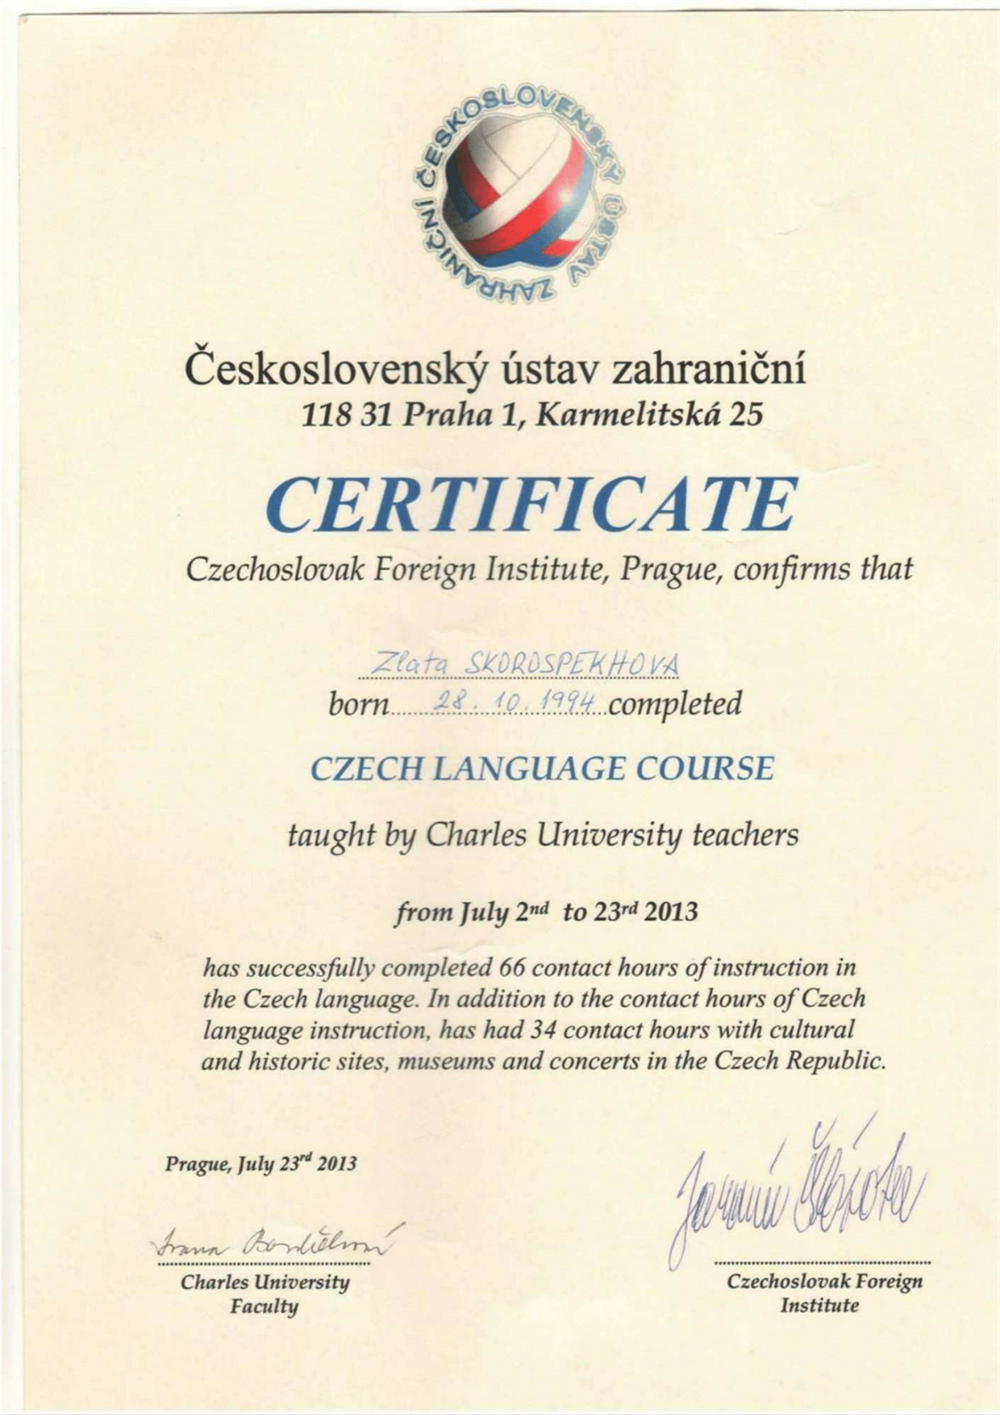 ČESKOSLOVENSKÝ ÚSTAV ZAHRANIČNÍ
Československý ústav zahraniční
118 31 Praha 1, Karmelitská 25
CERTIFICATE
Czechoslovak Foreign Institute, Prague, confirms that
Zlata SKOROSPEKHOVA
born 28. 10. 1994 completed
CZECH LANGUAGE COURSE
taught by Charles University teachers
from July 2nd to 23rd 2013
has successfully completed 66 contact hours of instruction in
the Czech language. In addition to the contact hours of Czech
language instruction, has had 34 contact hours with cultural
and historic sites, museums and concerts in the Czech Republic.
Prague, July 23rd 2013
Charles University
Faculty
Czechoslovak Foreign
Institute